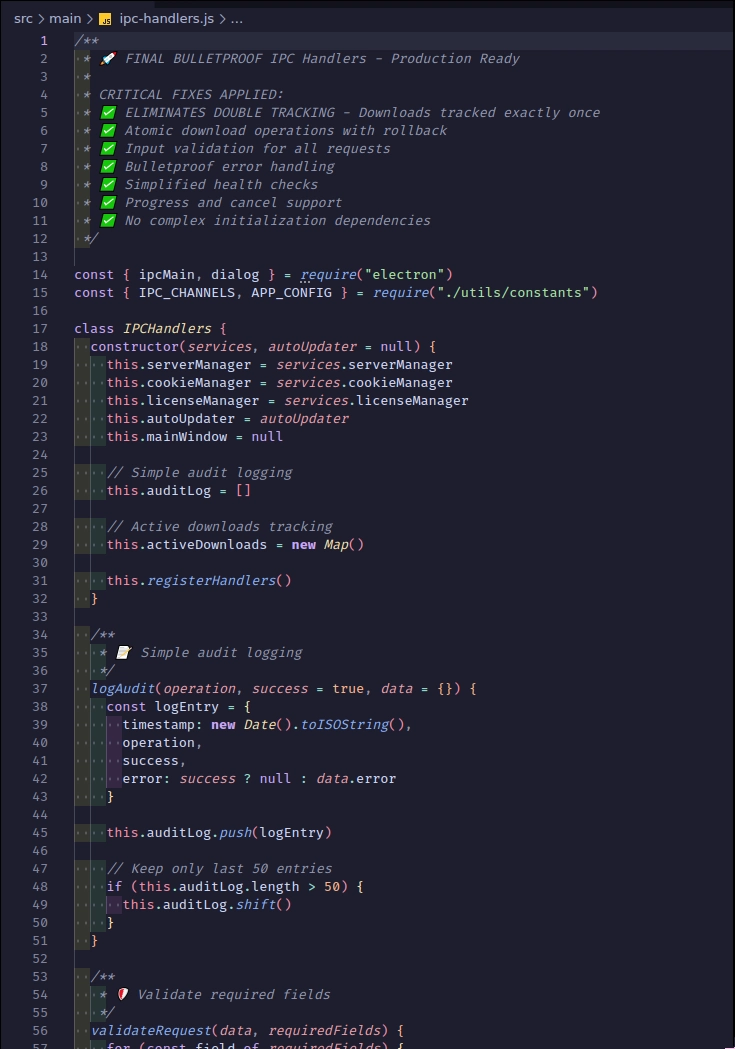 src > main > JS ipc-handlers.js > ...
1 /**
2 * 🚀 FINAL BULLETPROOF IPC Handlers - Production Ready
3 *
4 * CRITICAL FIXES APPLIED:
5 * ✅ ELIMINATES DOUBLE TRACKING - Downloads tracked exactly once
6 * ✅ Atomic download operations with rollback
7 * ✅ Input validation for all requests
8 * ✅ Bulletproof error handling
9 * ✅ Simplified health checks
10 * ✅ Progress and cancel support
11 * ✅ No complex initialization dependencies
12 */
13
14 const { ipcMain, dialog } = require("electron")
15 const { IPC_CHANNELS, APP_CONFIG } = require("./utils/constants")
16
17 class IPCHandlers {
18 constructor(services, autoUpdater = null) {
19 this.serverManager = services.serverManager
20 this.cookieManager = services.cookieManager
21 this.licenseManager = services.licenseManager
22 this.autoUpdater = autoUpdater
23 this.mainWindow = null
24
25 // Simple audit logging
26 this.auditLog = []
27
28 // Active downloads tracking
29 this.activeDownloads = new Map()
30
31 this.registerHandlers()
32 }
33
34 /**
35 * 📝 Simple audit logging
36 */
37 logAudit(operation, success = true, data = {}) {
38 const logEntry = {
39 timestamp: new Date().toISOString(),
40 operation,
41 success,
42 error: success ? null : data.error
43 }
44
45 this.auditLog.push(logEntry)
46
47 // Keep only last 50 entries
48 if (this.auditLog.length > 50) {
49 this.auditLog.shift()
50 }
51 }
52
53 /**
54 * 🛡️ Validate required fields
55 */
56 validateRequest(data, requiredFields) {
57 for (const field of requiredFields) {